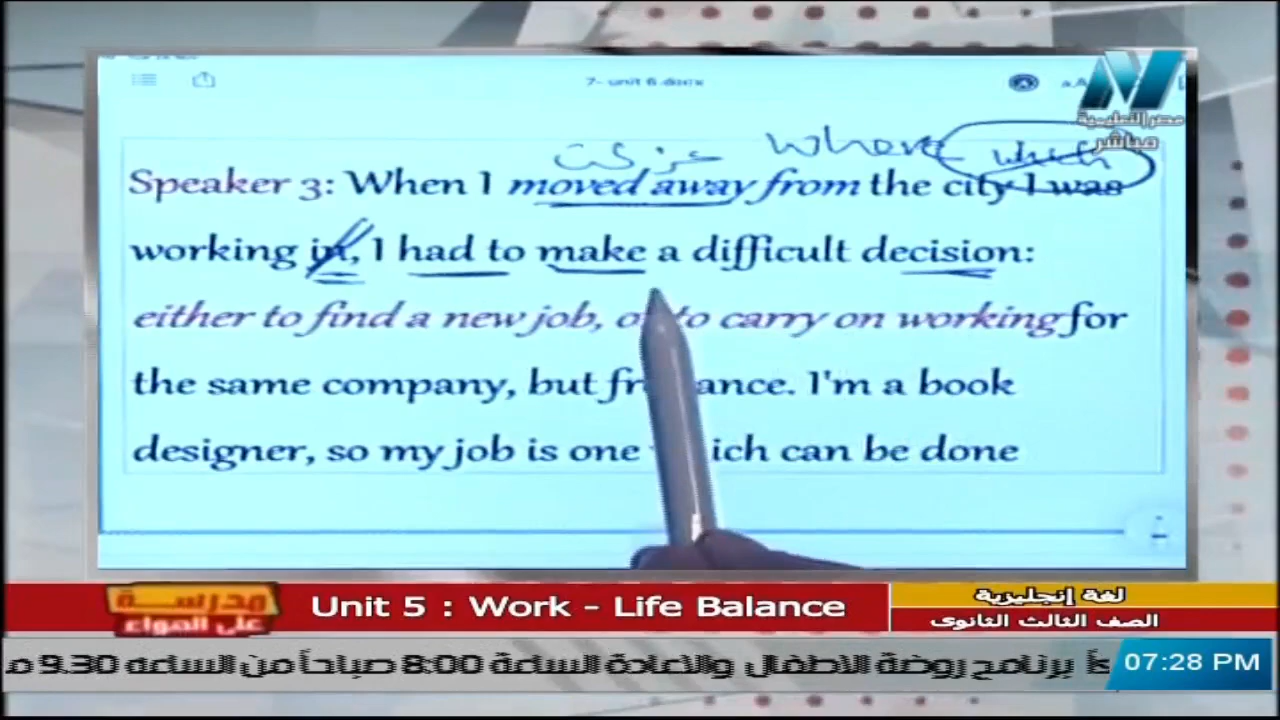 7- unit 6.docx
مصر التعليمية
مباشر
عزلت where which
Speaker 3: When I moved away from the city I was
working in, I had to make a difficult decision:
either to find a new job, or to carry on working for
the same company, but ance. I'm a book
designer, so my job is one which can be done
مدرسة
على الهواء
Unit 5 : Work - Life Balance
لغة إنجليزية
الصف الثالث الثانوى
برنامج روضة الاطفال والاعادة الساعة 8:00 صباحاً من الساعه 9.30 م
07:28 PM